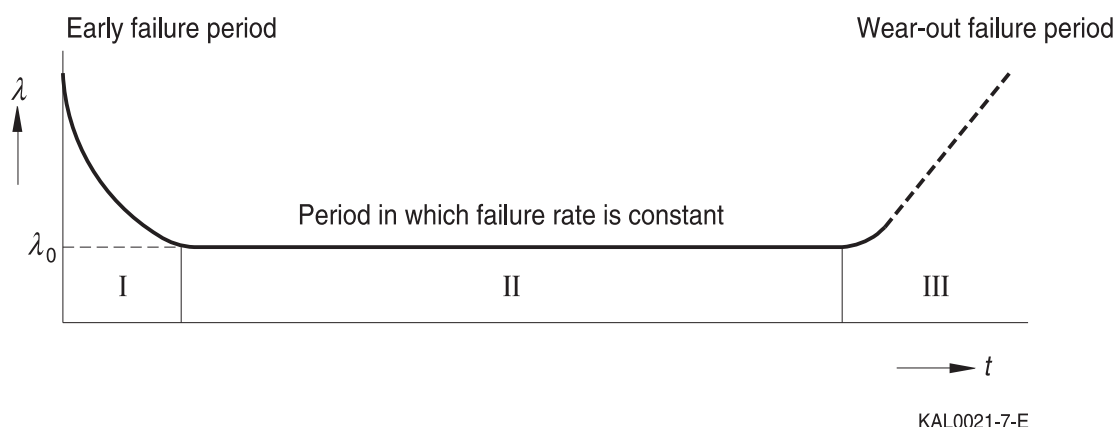 Early failure period
Wear-out failure period
λ
Period in which failure rate is constant
λ0
I
II
III
t
KAL0021-7-E